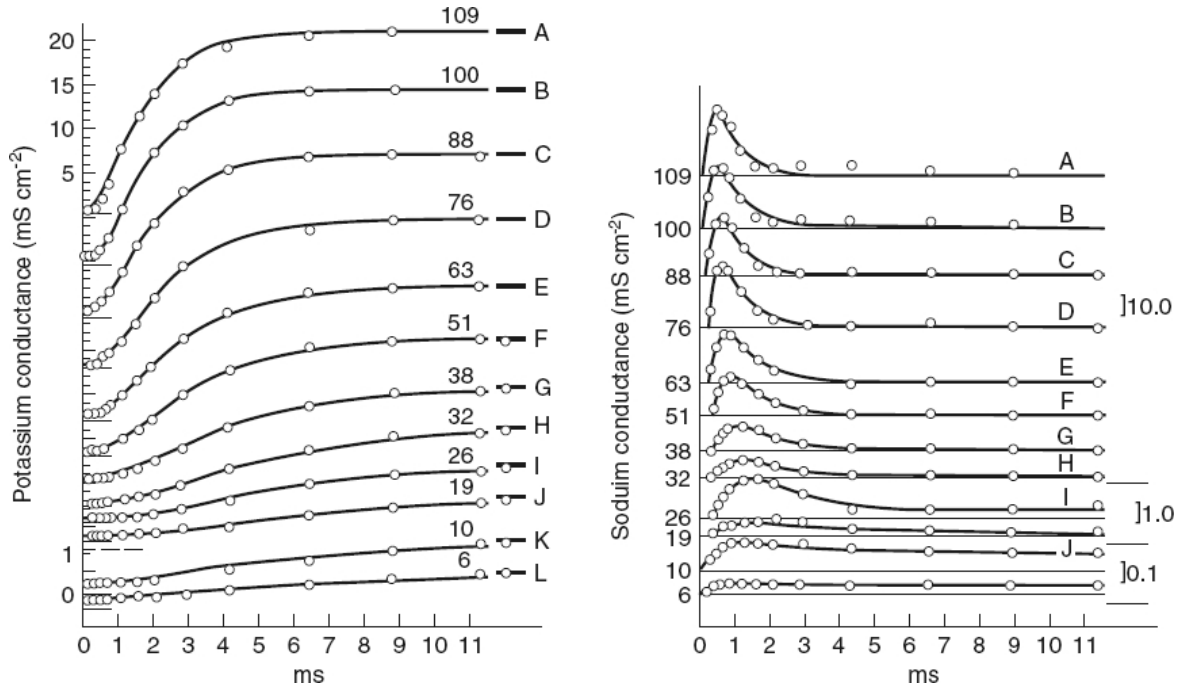 Potassium conductance (mS cm-2)
20
15
10
5
1
0
109
A
100
B
88
C
76
D
63
E
51
F
38
G
32
H
26
I
19
J
10
K
6
L
0 1 2 3 4 5 6 7 8 9 10 11
ms
Soduim conductance (mS cm-2)
109
A
100
B
88
C
76
D
]10.0
63
E
51
F
38
G
32
H
26
I
]1.0
19
J
10
]0.1
6
0 1 2 3 4 5 6 7 8 9 10 11
ms